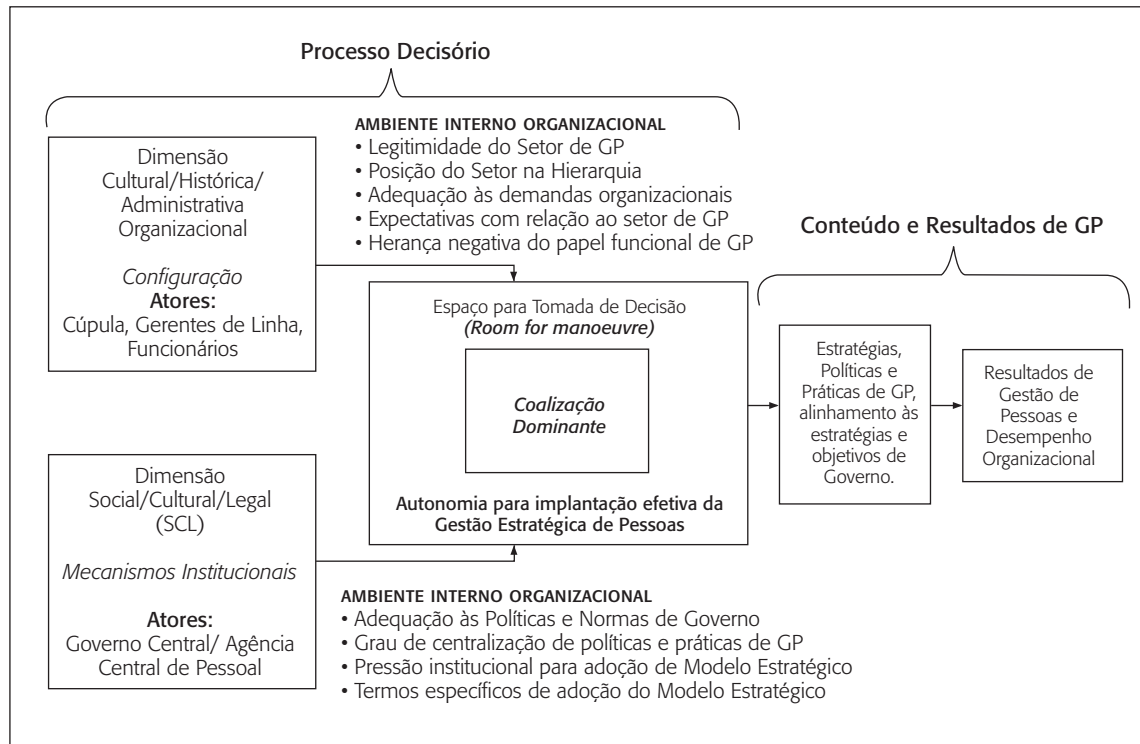 Processo Decisório
Dimensão
Cultural/Histórica/
Administrativa
Organizacional
Configuração
Atores:
Cúpula, Gerentes de Linha,
Funcionários
AMBIENTE INTERNO ORGANIZACIONAL
• Legitimidade do Setor de GP
• Posição do Setor na Hierarquia
• Adequação às demandas organizacionais
• Expectativas com relação ao setor de GP
• Herança negativa do papel funcional de GP
Espaço para Tomada de Decisão
(Room for manoeuvre)
Coalização
Dominante
Autonomia para implantação efetiva da
Gestão Estratégica de Pessoas
Dimensão
Social/Cultural/Legal
(SCL)
Mecanismos Institucionais
Atores:
Governo Central/ Agência
Central de Pessoal
AMBIENTE INTERNO ORGANIZACIONAL
• Adequação às Políticas e Normas de Governo
• Grau de centralização de políticas e práticas de GP
• Pressão institucional para adoção de Modelo Estratégico
• Termos específicos de adoção do Modelo Estratégico
Conteúdo e Resultados de GP
Estratégias,
Políticas e
Práticas de GP,
alinhamento às
estratégias e
objetivos de
Governo.
Resultados de
Gestão de
Pessoas e
Desempenho
Organizacional